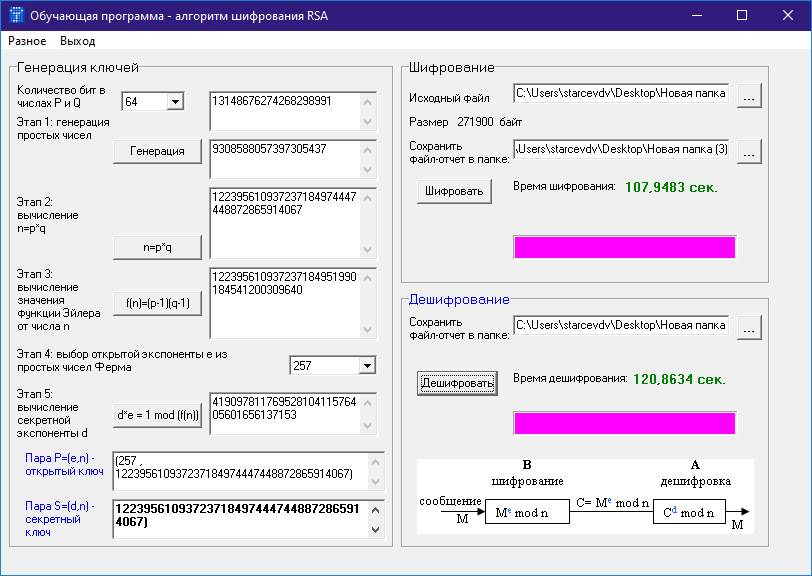 Обучающая программа - алгоритм шифрования RSA
Разное Выход
Генерация ключей
Количество бит в
числах P и Q
64
13148676274268298991
Этап 1: генерация
простых чисел
Генерация
9308588057397305437
Этап 2:
вычисление
n=p*q
n=p*q
122395610937237184974447
448872865914067
Этап 3:
вычисление
значения
функции Эйлера
от числа n
f(n)=(p-1)(q-1)
122395610937237184951990
184541200309640
Этап 4: выбор открытой экспоненты e из
простых чисел Ферма
257
Этап 5:
вычисление
секретной
экспоненты d
d*e = 1 mod (f(n))
419097811769528104115764
05601656137153
Пара P=(e,n) -
открытый ключ
(257 ,
122395610937237184974447448872865914067)
Пара S=(d,n) -
секретный
ключ
12239561093723718497444744887286591
4067)
Шифрование
Исходный файл
C:\Users\starcevdv\Desktop\Новая папка
...
Размер 271900 байт
Сохранить
файл-отчет в папке:
\Users\starcevdv\Desktop\Новая папка (3)
...
Шифровать
Время шифрования: 107,9483 сек.
Дешифрование
Сохранить
файл-отчет в папке:
C:\Users\starcevdv\Desktop\Новая папка
...
Дешифровать
Время дешифрования: 120,8634 сек.
B A
шифрование дешифровка
сообщение
M
Mᵉ mod n
C= Mᵉ mod n
Cᵈ mod n
M